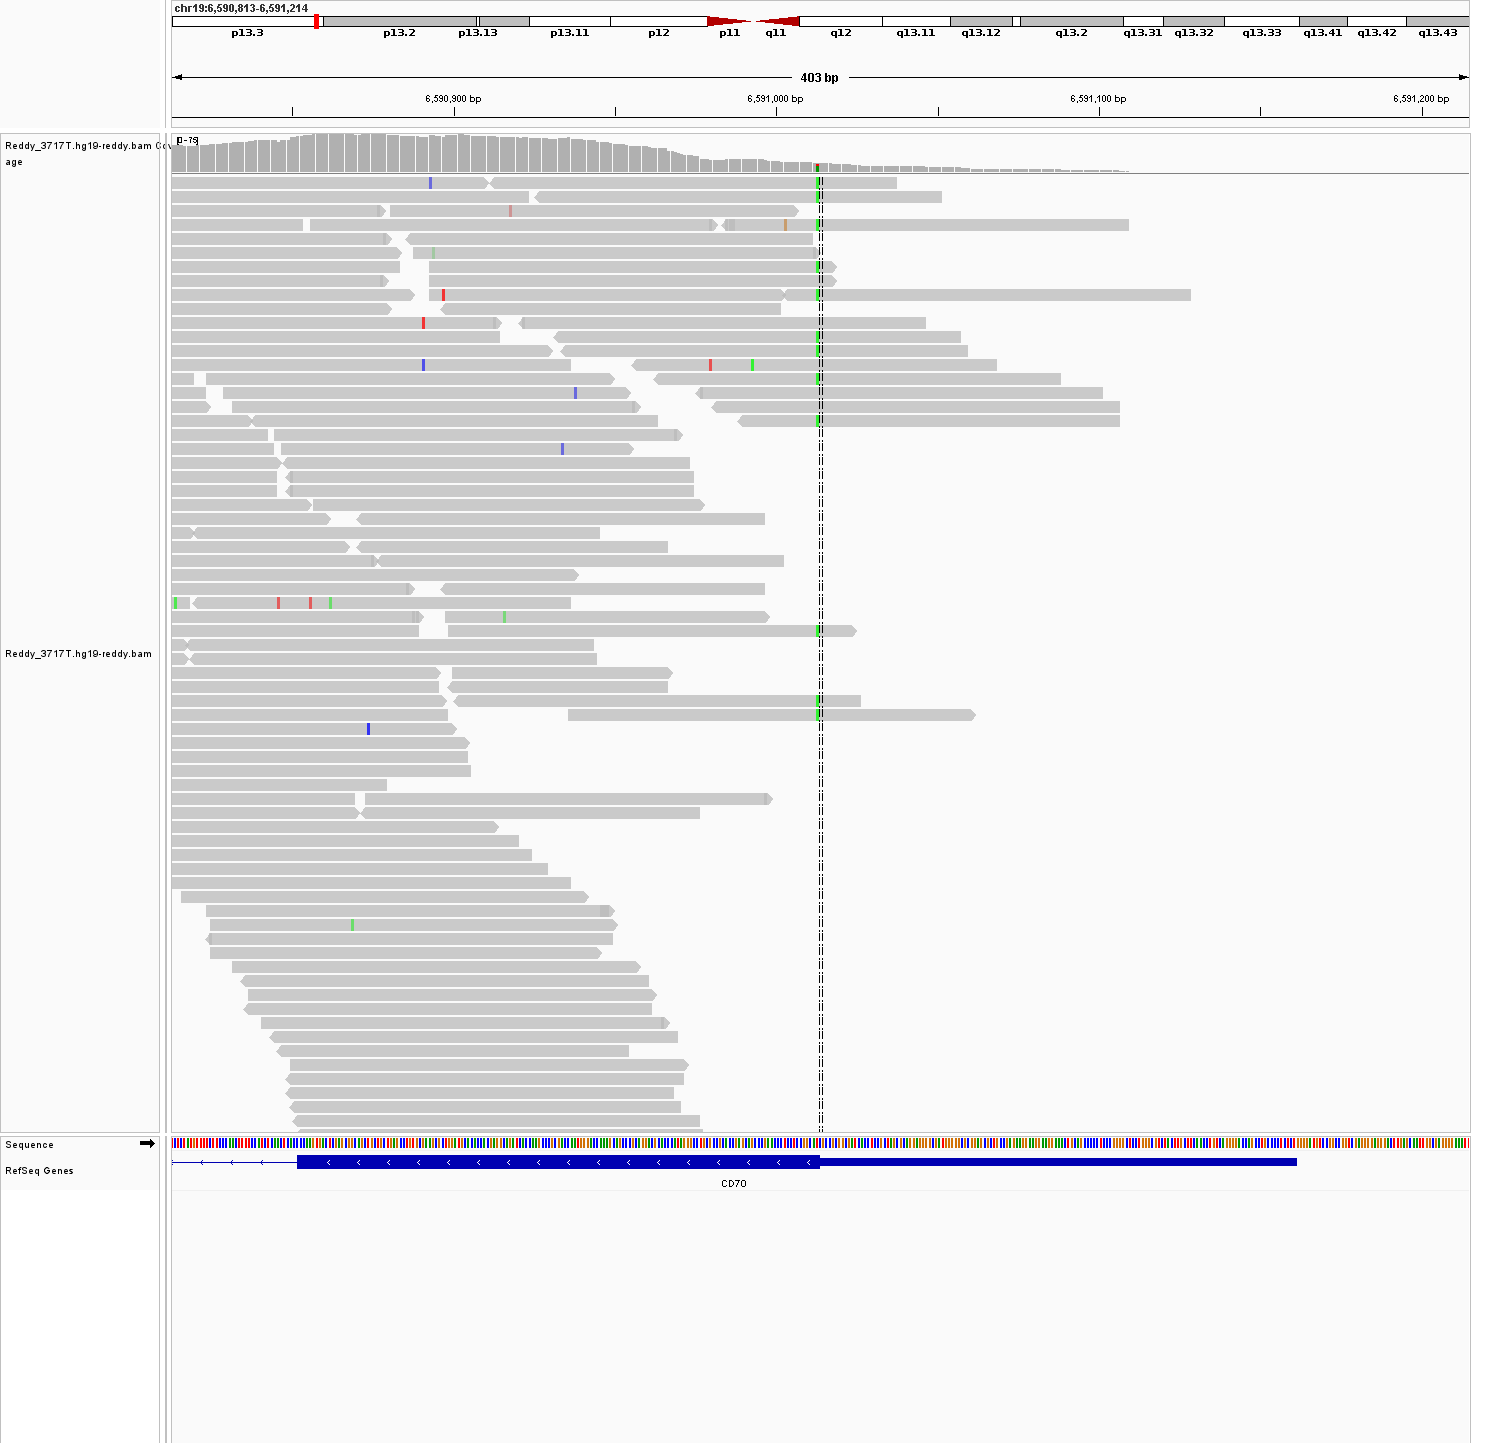 chr19:6,590,813-6,591,214
p13.3 p13.2 p13.13 p13.11 p12 p11 q11 q12 q13.11 q13.12 q13.2 q13.31 q13.32 q13.33 q13.41 q13.42 q13.43
403 bp
6,590,900 bp 6,591,000 bp 6,591,100 bp 6,591,200 bp
Reddy_3717T.hg19-reddy.bam Cov
age
Reddy_3717T.hg19-reddy.bam
Sequence
RefSeq Genes
CD70